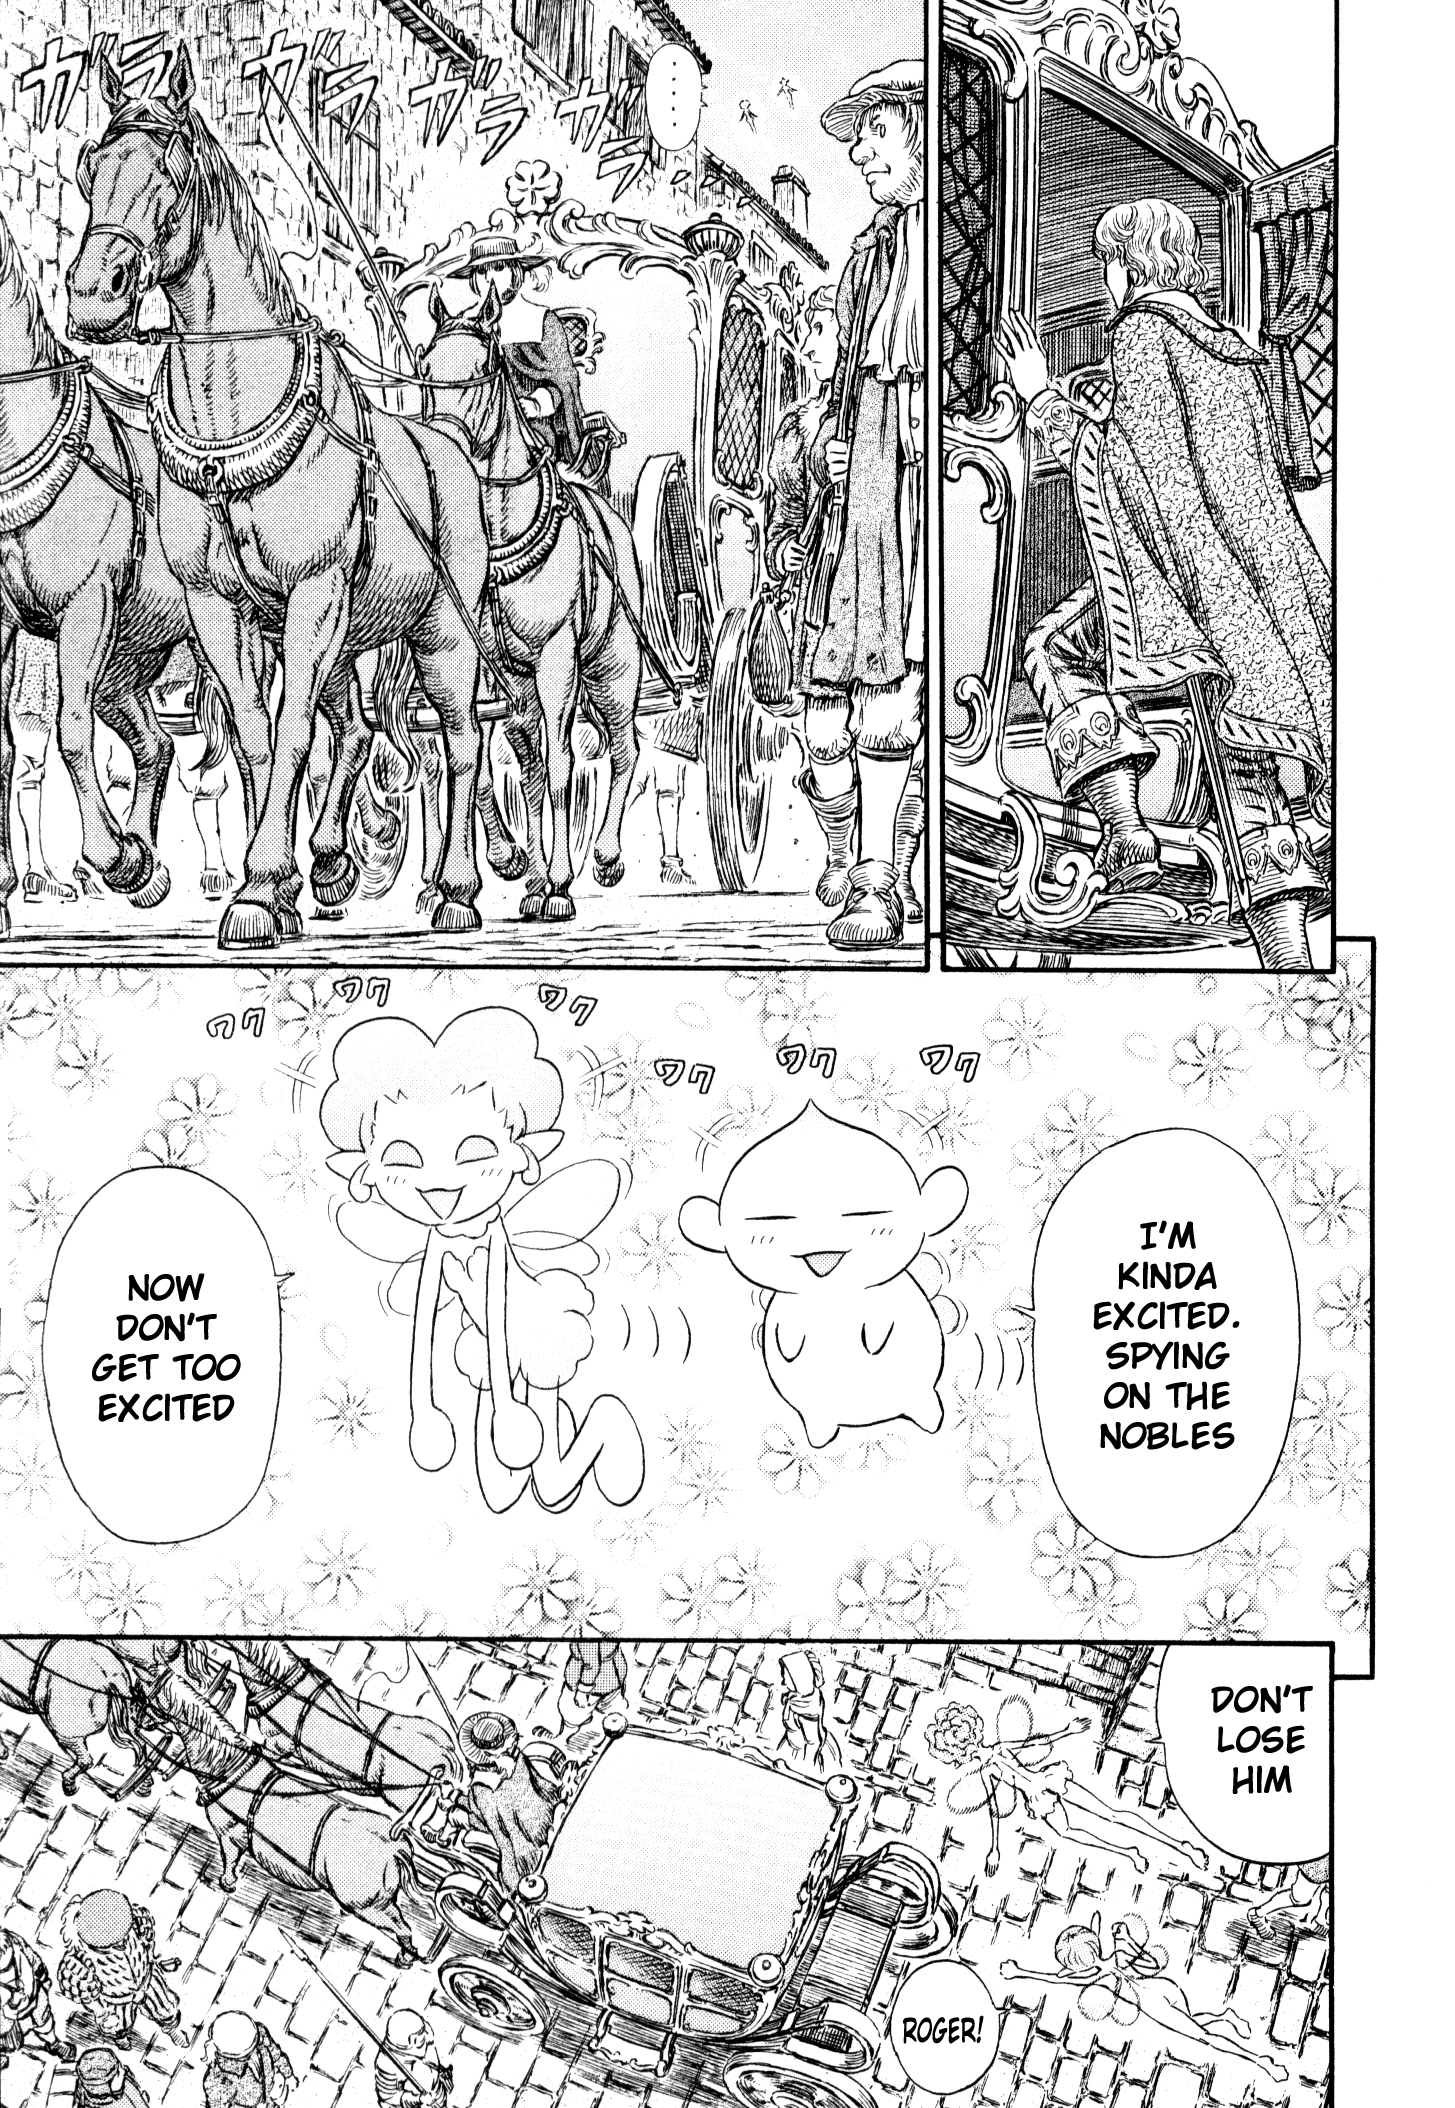 ......
ガラガラガラガラ
ワク
ワク
ワク
ワク
ワク
ワク
I'M
KINDA
EXCITED.
SPYING
ON THE
NOBLES
NOW
DON'T
GET TOO
EXCITED
DON'T
LOSE
HIM
ROGER!